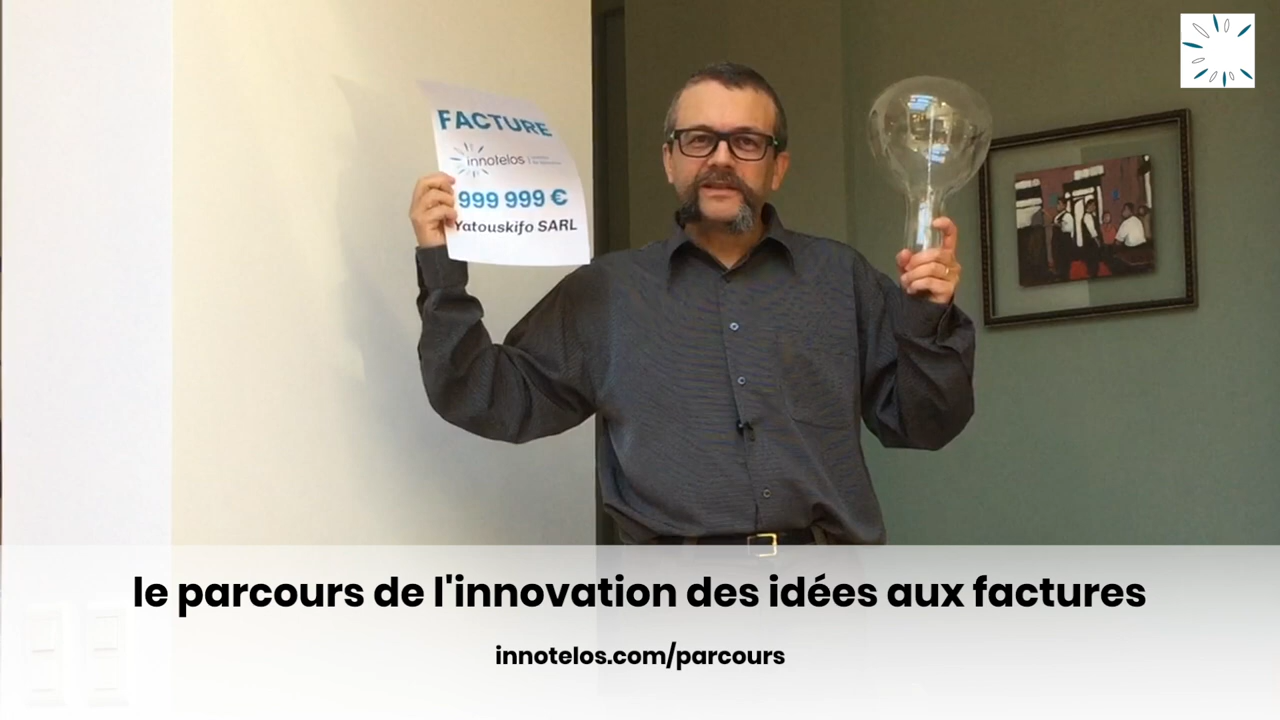 FACTURE
innotelos
999 999 €
Yatouskifo SARL
le parcours de l'innovation des idées aux factures
innotelos.com/parcours